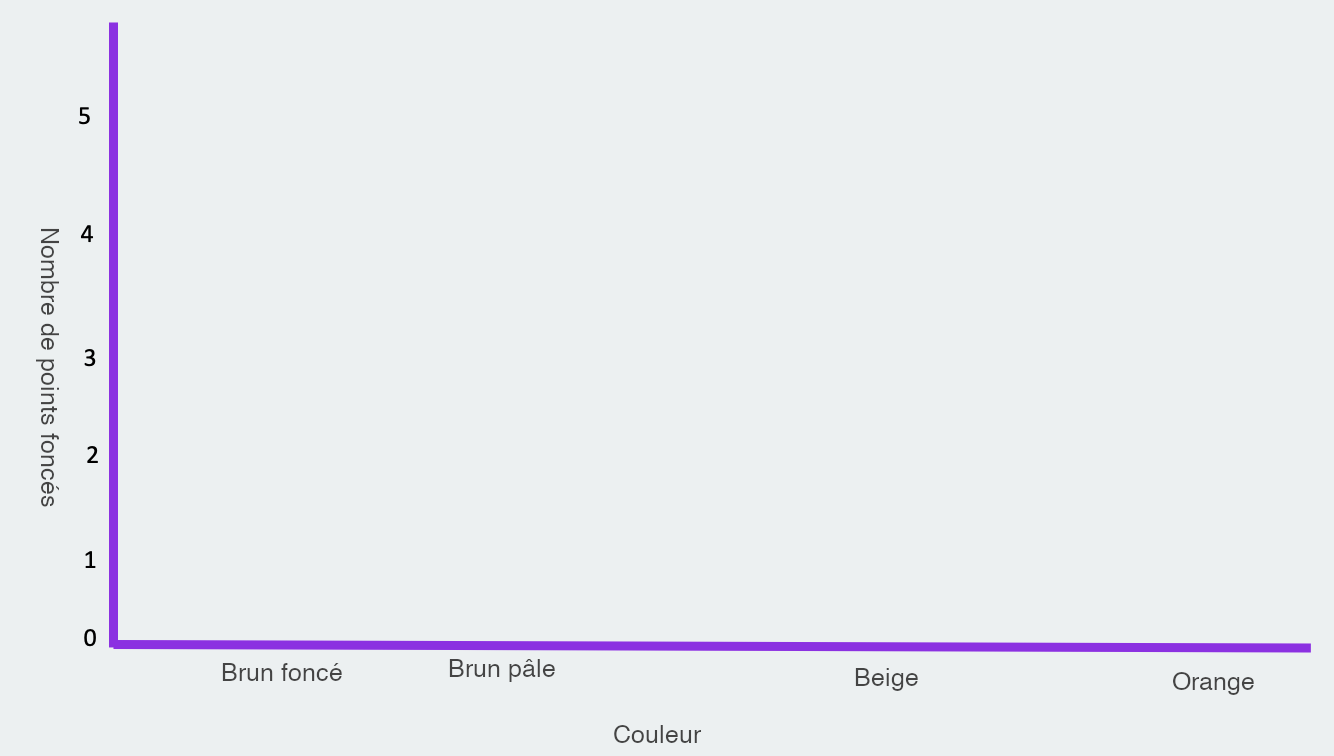 5
4
3
2
1
0
Nombre de points foncés
Brun foncé
Brun pâle
Beige
Orange
Couleur